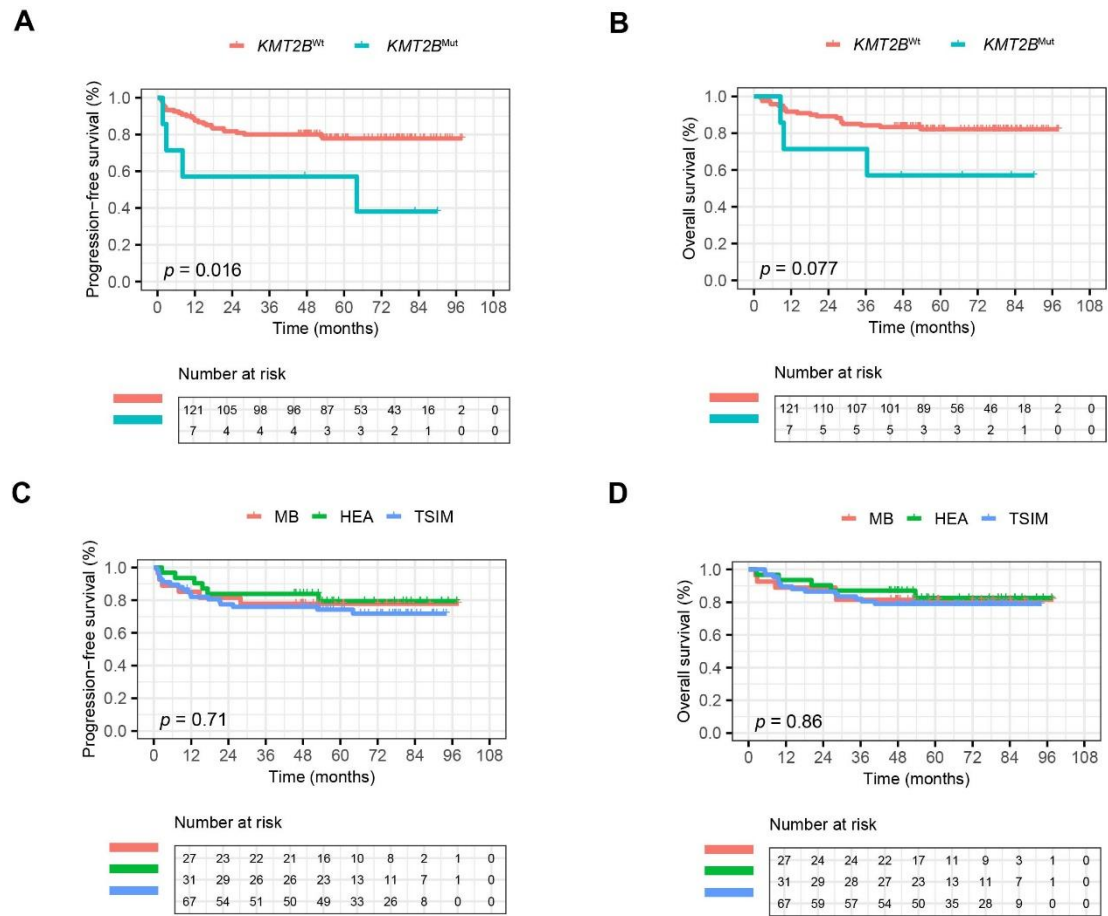 A
KMT2BWt KMT2BMut
Progression-free survival (%)
1.0
0.8
0.6
0.4
0.2
0.0
p = 0.016
0 12 24 36 48 60 72 84 96 108
Time (months)
Number at risk
121 105 98 96 87 53 43 16 2 0
7 4 4 4 3 3 2 1 0 0
B
KMT2BWt KMT2BMut
Overall survival (%)
1.0
0.8
0.6
0.4
0.2
0.0
p = 0.077
0 12 24 36 48 60 72 84 96 108
Time (months)
Number at risk
121 110 107 101 89 56 46 18 2 0
7 5 5 5 3 3 2 1 0 0
C
MB HEA TSIM
Progression-free survival (%)
1.0
0.8
0.6
0.4
0.2
0.0
p = 0.71
0 12 24 36 48 60 72 84 96 108
Time (months)
Number at risk
27 23 22 21 16 10 8 2 1 0
31 29 26 26 23 13 11 7 1 0
67 54 51 50 49 33 26 8 0 0
D
MB HEA TSIM
Overall survival (%)
1.0
0.8
0.6
0.4
0.2
0.0
p = 0.86
0 12 24 36 48 60 72 84 96 108
Time (months)
Number at risk
27 24 24 22 17 11 9 3 1 0
31 29 28 27 23 13 11 7 1 0
67 59 57 54 50 35 28 9 0 0